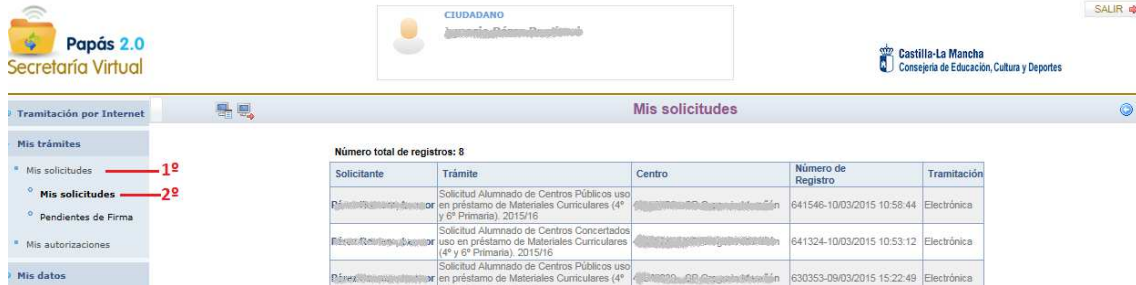 CIUDADANO
SALIR
Papás 2.0
Secretaría Virtual
Castilla-La Mancha
Consejería de Educación, Cultura y Deportes
Tramitación por Internet
Mis solicitudes
Mis trámites
Mis solicitudes 1º
Mis solicitudes 2º
Pendientes de Firma
Mis autorizaciones
Mis datos
Número total de registros: 8
Solicitante Trámite Centro Número de Registro Tramitación
Solicitud Alumnado de Centros Públicos uso
en préstamo de Materiales Curriculares (4º 641546-10/03/2015 10:58:44 Electrónica
y 6º Primaria). 2015/16
Solicitud Alumnado de Centros Concertados
uso en préstamo de Materiales Curriculares 641324-10/03/2015 10:53:12 Electrónica
(4º y 6º Primaria). 2015/16
Solicitud Alumnado de Centros Públicos uso
en préstamo de Materiales Curriculares (4º 630353-09/03/2015 15:22:49 Electrónica